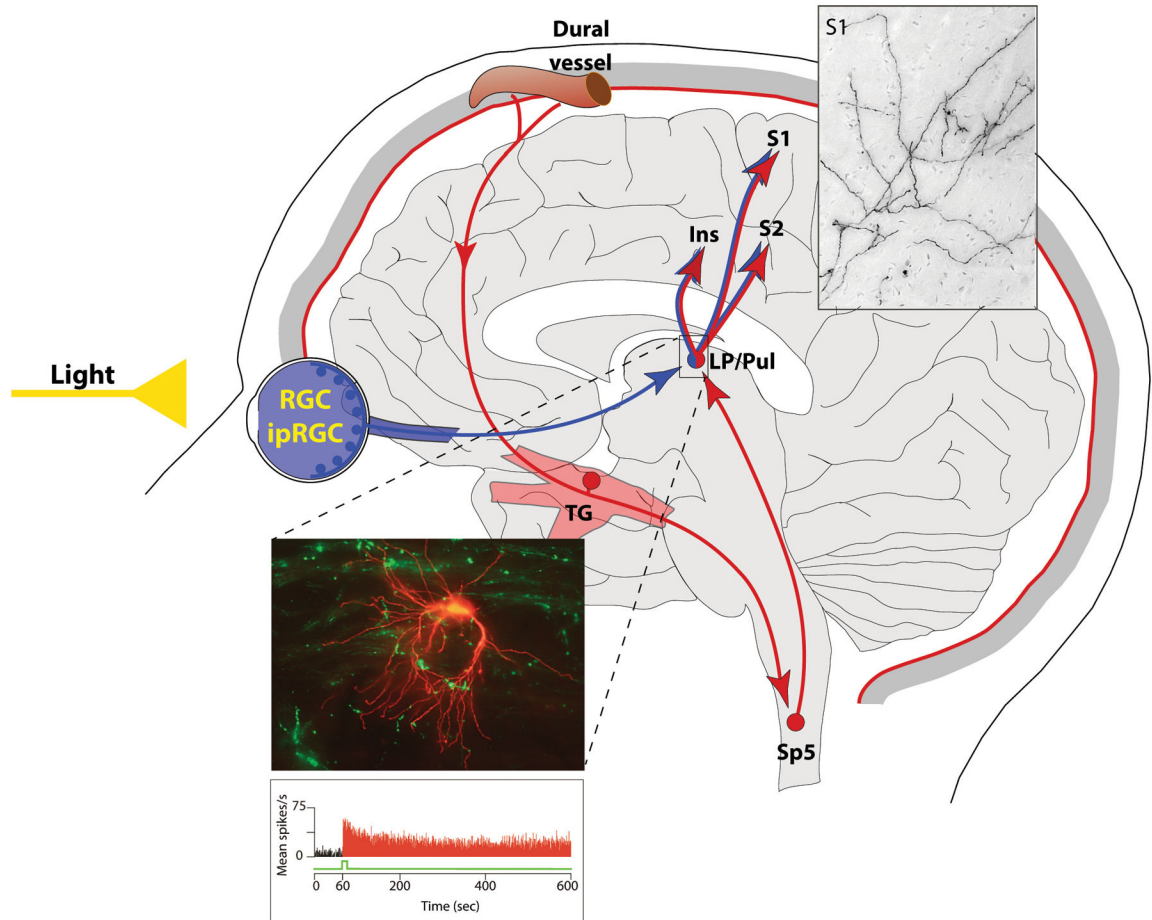 Dural
vessel
S1
S1
S2
Ins
LP/Pul
Light
RGC
ipRGC
TG
Sp5
Mean spikes/s
75
0
0 60 200 400 600
Time (sec)